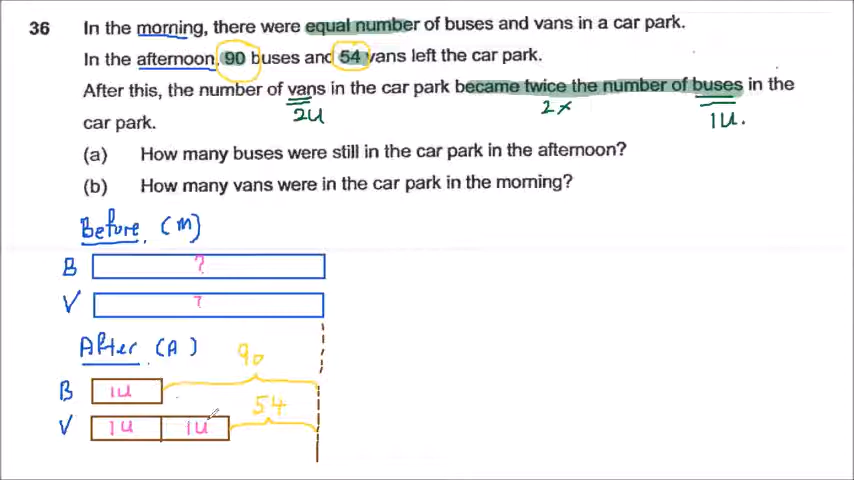 36 In the morning, there were equal number of buses and vans in a car park.
In the afternoon, 90 buses and 54 vans left the car park.
After this, the number of vans in the car park became twice the number of buses in the
2u 2x 1u.
car park.
(a) How many buses were still in the car park in the afternoon?
(b) How many vans were in the car park in the morning?
Before (M)
B ?
V ?
After (A) 90
B 1u
54
V 1u 1u